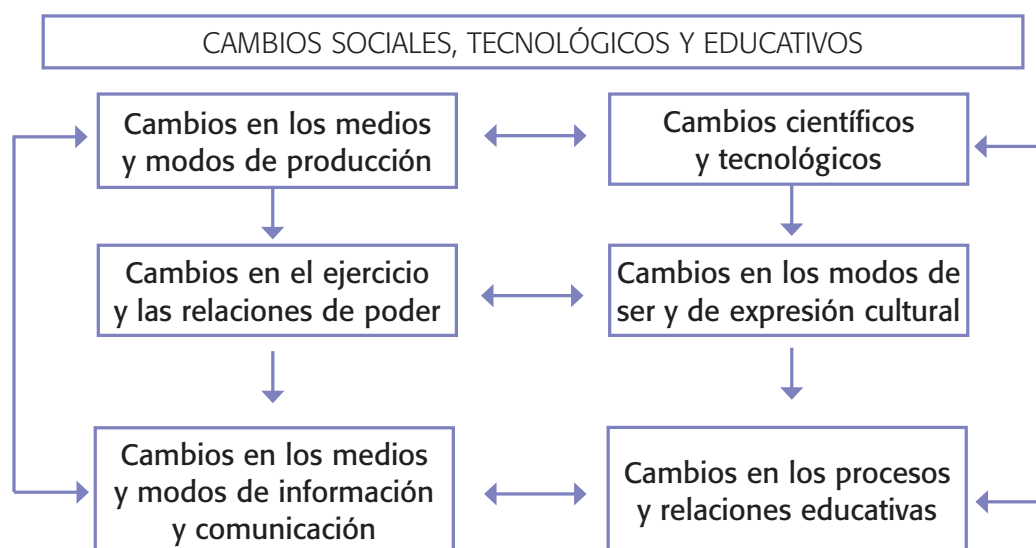 CAMBIOS SOCIALES, TECNOLÓGICOS Y EDUCATIVOS
Cambios en los medios
y modos de producción
Cambios científicos
y tecnológicos
Cambios en el ejercicio
y las relaciones de poder
Cambios en los modos de
ser y de expresión cultural
Cambios en los medios
y modos de información
y comunicación
Cambios en los procesos
y relaciones educativas